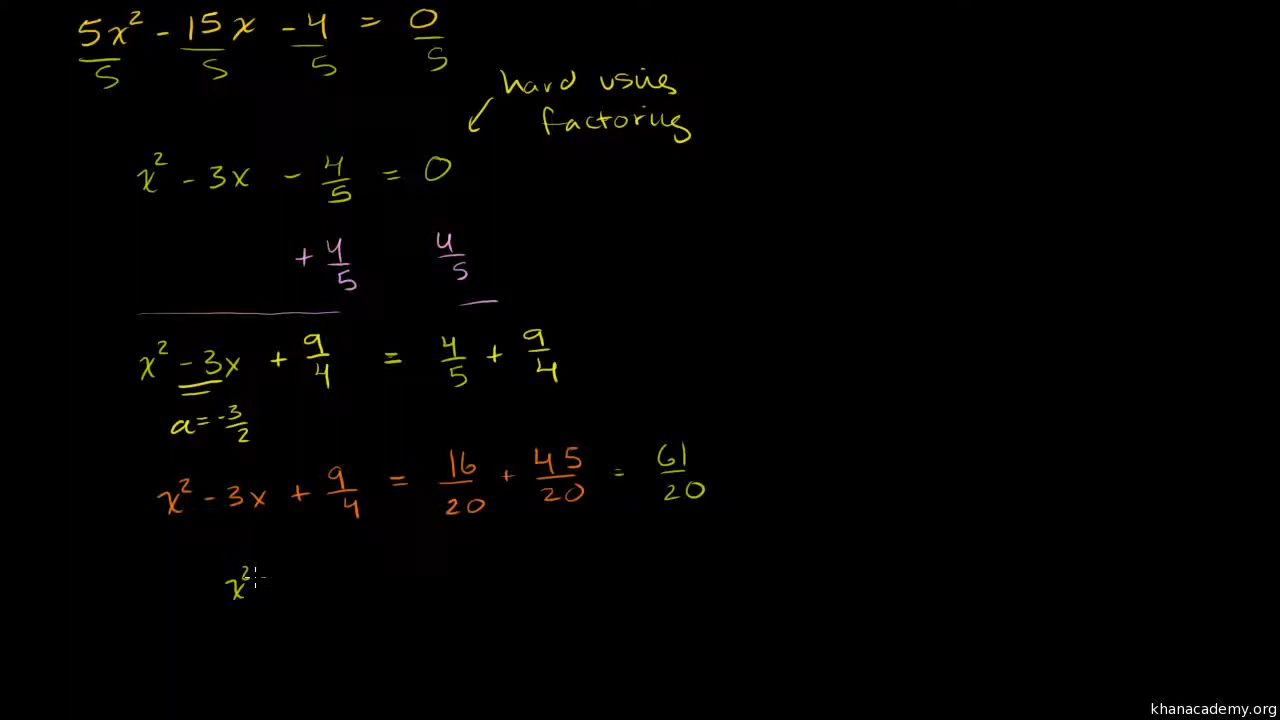 5x² - 15x - 4 = 0
5 5 5 5
hard using
factoring
x² - 3x - 4/5 = 0
+ 4/5 4/5
x² - 3x + 9/4 = 4/5 + 9/4
a = -3/2
x² - 3x + 9/4 = 16/20 + 45/20 = 61/20
x²
khanacademy.org